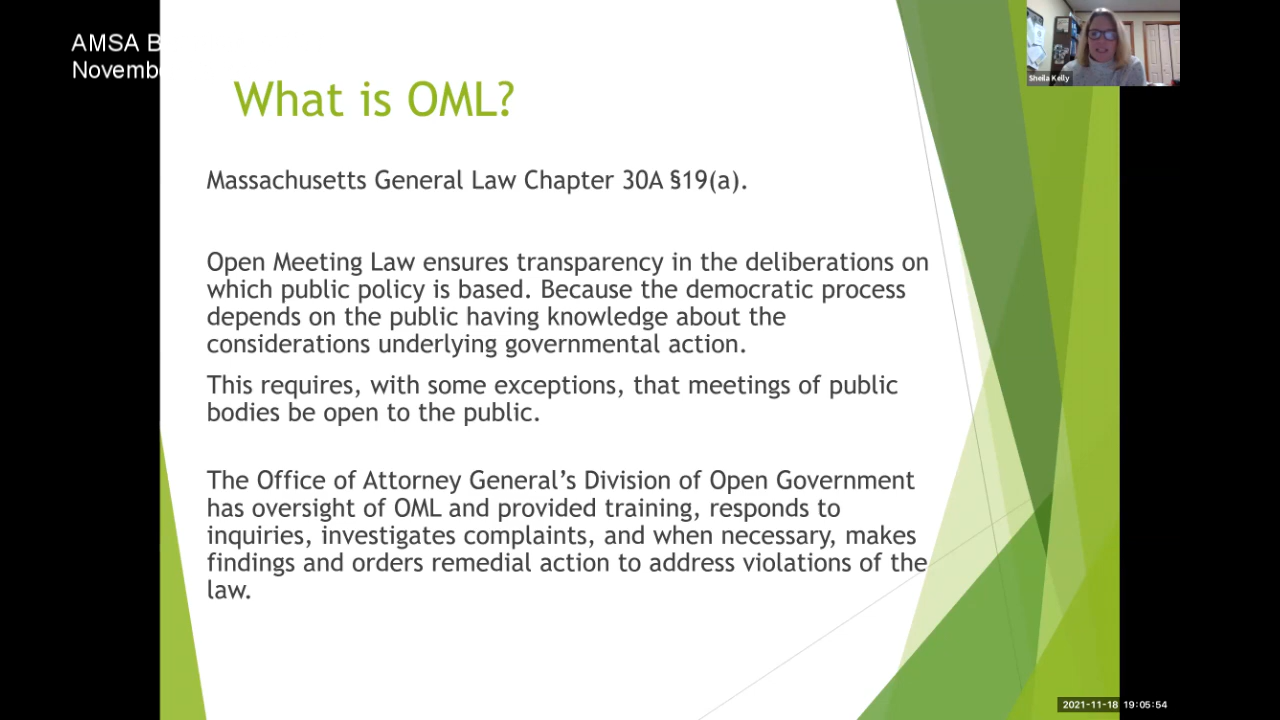 AMSA B
Novembe
What is OML?
Massachusetts General Law Chapter 30A §19(a).
Open Meeting Law ensures transparency in the deliberations on
which public policy is based. Because the democratic process
depends on the public having knowledge about the
considerations underlying governmental action.
This requires, with some exceptions, that meetings of public
bodies be open to the public.
The Office of Attorney General’s Division of Open Government
has oversight of OML and provided training, responds to
inquiries, investigates complaints, and when necessary, makes
findings and orders remedial action to address violations of the
law.
Sheila Kelly
2021-11-18 19:05:54